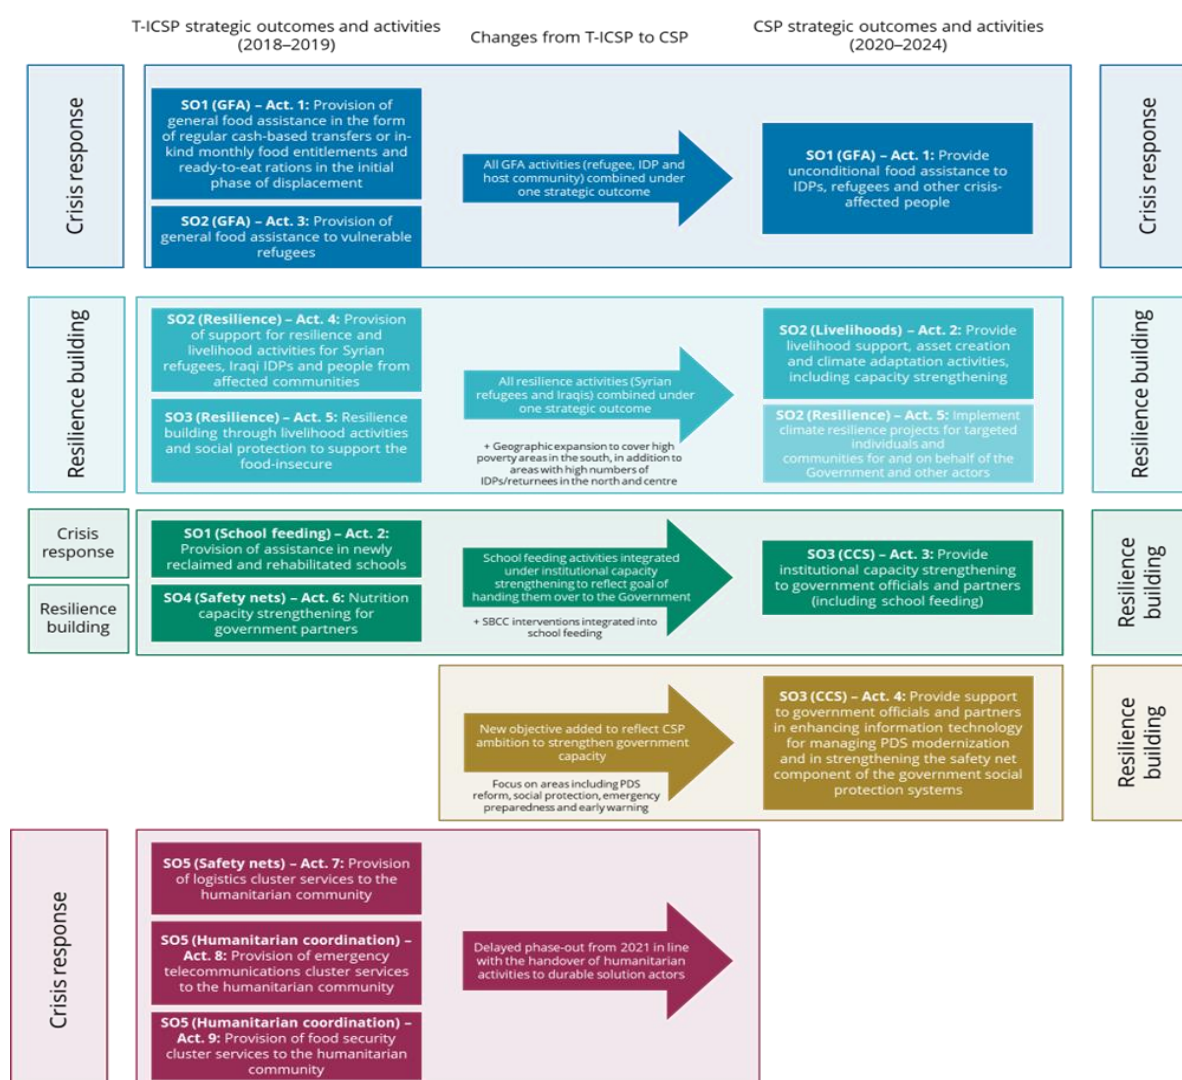 T-ICSP strategic outcomes and activities
(2018–2019)
Changes from T-ICSP to CSP
CSP strategic outcomes and activities
(2020–2024)
Crisis response
SO1 (GFA) – Act. 1: Provision of
general food assistance in the form
of regular cash-based transfers or in-
kind monthly food entitlements and
ready-to-eat rations in the initial
phase of displacement
SO2 (GFA) – Act. 3: Provision of
general food assistance to vulnerable
refugees
All GFA activities (refugee, IDP and
host community) combined under
one strategic outcome
SO1 (GFA) – Act. 1: Provide
unconditional food assistance to
IDPs, refugees and other crisis-
affected people
Crisis response
Resilience building
SO2 (Resilience) – Act. 4: Provision
of support for resilience and
livelihood activities for Syrian
refugees, Iraqi IDPs and people from
affected communities
SO3 (Resilience) – Act. 5: Resilience
building through livelihood activities
and social protection to support the
food-insecure
All resilience activities (Syrian
refugees and Iraqis) combined under
one strategic outcome
+ Geographic expansion to cover high
poverty areas in the south, in addition to
areas with high numbers of
IDPs/returnees in the north and centre
SO2 (Livelihoods) – Act. 2: Provide
livelihood support, asset creation
and climate adaptation activities,
including capacity strengthening
SO2 (Resilience) – Act. 5: Implement
climate resilience projects for targeted
individuals and
communities for and on behalf of the
Government and other actors
Resilience building
Crisis
response
Resilience
building
SO1 (School feeding) – Act. 2:
Provision of assistance in newly
reclaimed and rehabilitated schools
SO4 (Safety nets) – Act. 6: Nutrition
capacity strengthening for
government partners
School feeding activities integrated
under institutional capacity
strengthening to reflect goal of
handing them over to the Government
+ SBCC interventions integrated into
school feeding
SO3 (CCS) – Act. 3: Provide
institutional capacity strengthening
to government officials and partners
(including school feeding)
Resilience
building
New objective added to reflect CSP
ambition to strengthen government
capacity
Focus on areas including PDS
reform, social protection, emergency
preparedness and early warning
SO3 (CCS) – Act. 4: Provide support
to government officials and partners
in enhancing information technology
for managing PDS modernization
and in strengthening the safety net
component of the government social
protection systems
Resilience
building
Crisis response
SO5 (Safety nets) – Act. 7: Provision
of logistics cluster services to the
humanitarian community
SO5 (Humanitarian coordination) –
Act. 8: Provision of emergency
telecommunications cluster services
to the humanitarian community
SO5 (Humanitarian coordination) –
Act. 9: Provision of food security
cluster services to the humanitarian
community
Delayed phase-out from 2021 in line
with the handover of humanitarian
activities to durable solution actors